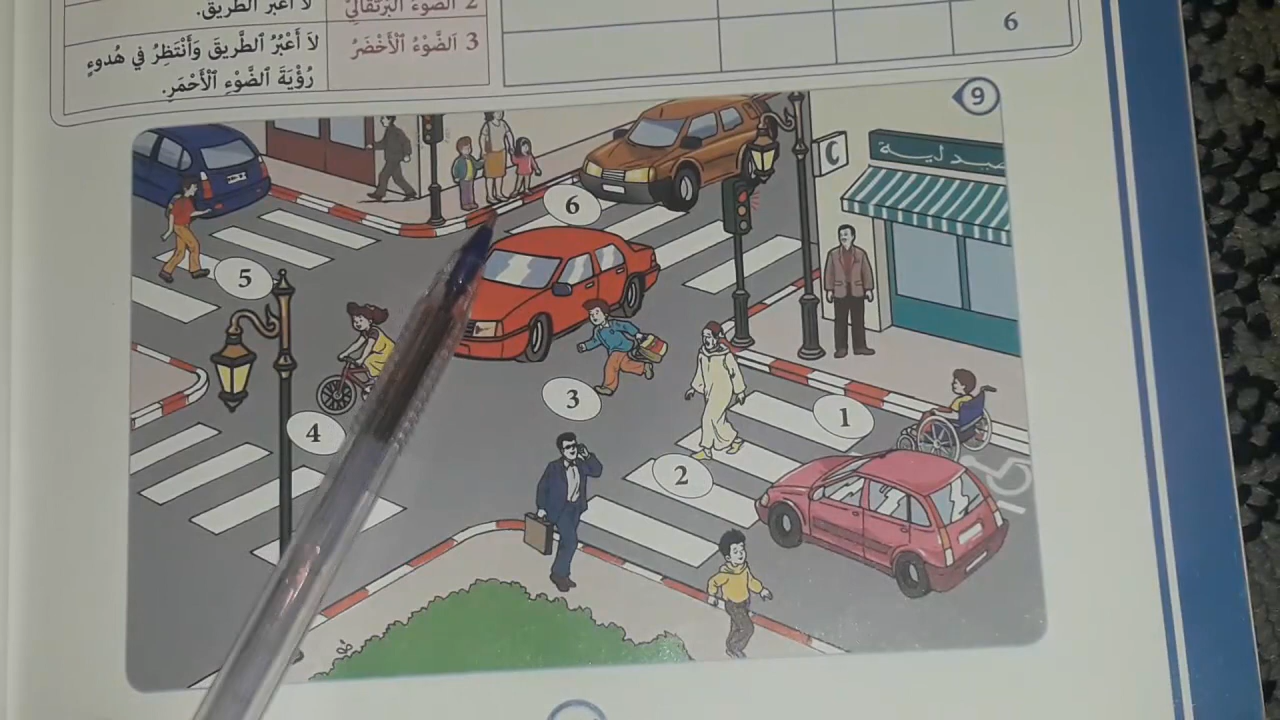 2 اَلضَّوْءُ الْبُرْتُقَالِيُّ
لاَ أَعْبُرُ الطَّرِيقَ.
3 اَلضَّوْءُ ٱلْأَخْضَرُ
لاَ أَعْبُرُ ٱلطَّرِيقَ وَأَنْتَظِرُ فِي هُدوءٍ
رُؤْيَةَ ٱلضَّوْءِ ٱلْأَحْمَرِ.
6
9
صيدلية
6
5
3
4
1
2